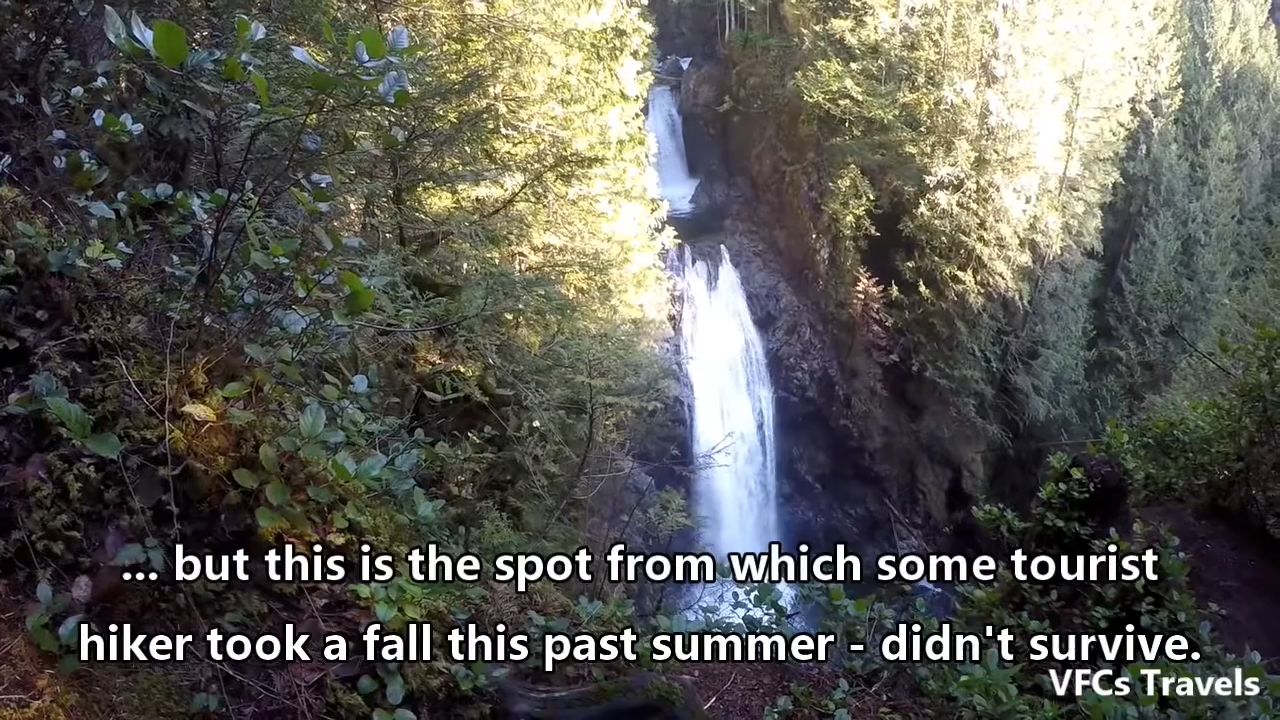 ... but this is the spot from which some tourist
hiker took a fall this past summer - didn't survive.
VFCs Travels